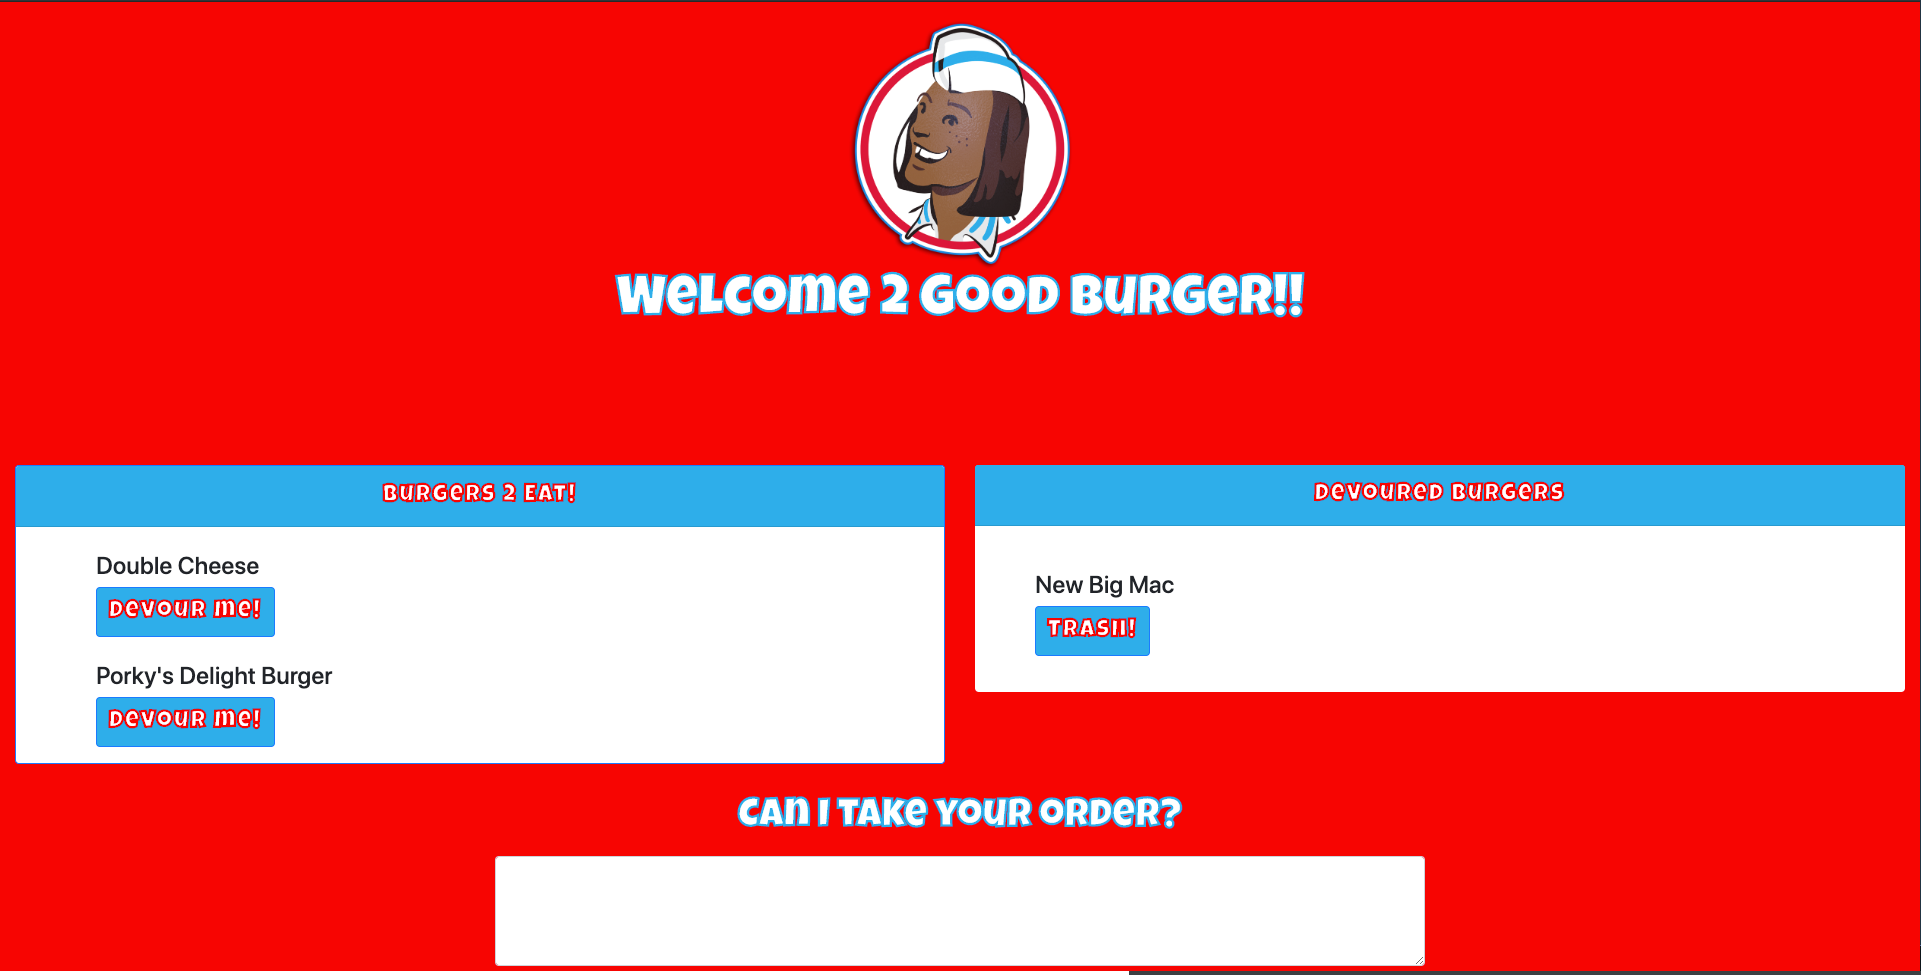 Welcome 2 Good Burger!!
Burgers 2 Eat!
Double Cheese
Devour Me!
Porky's Delight Burger
Devour Me!
Devoured Burgers
New Big Mac
Trash!
Can I Take Your Order?